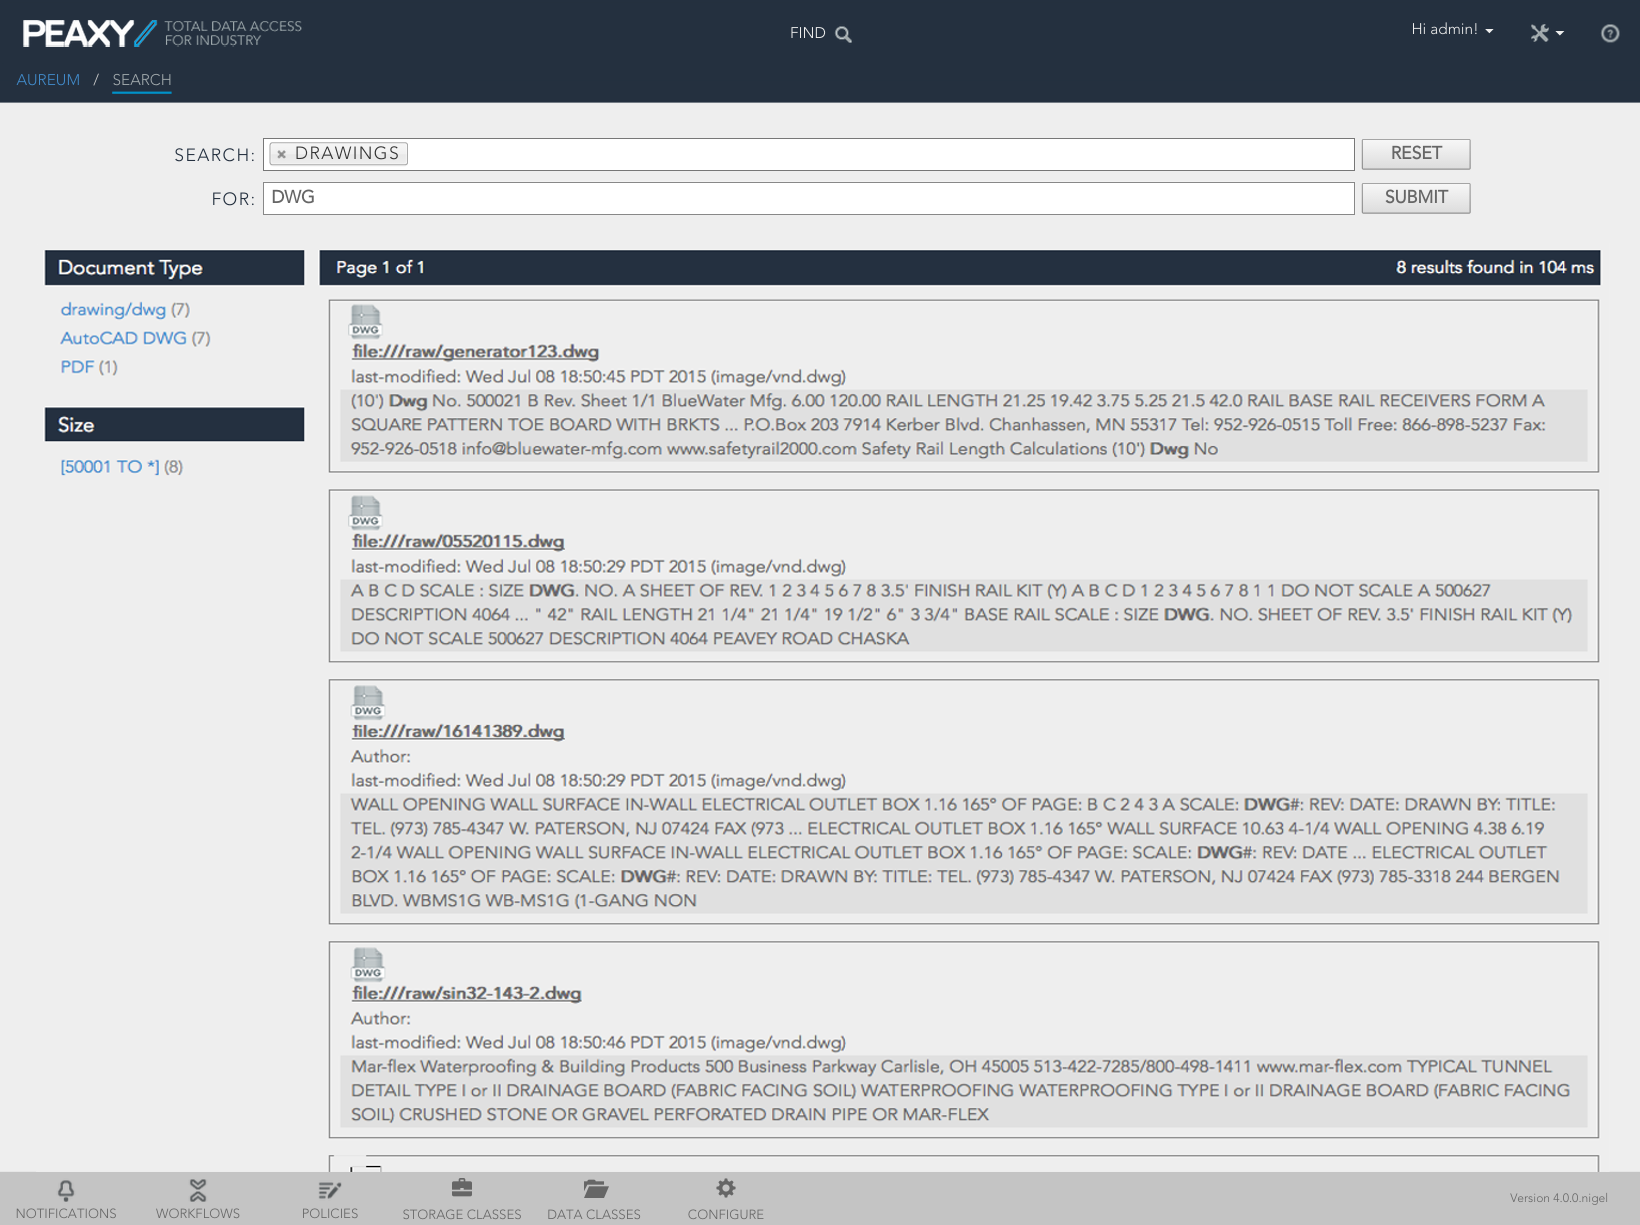 PEAXY TOTAL DATA ACCESS
FOR INDUSTRY
FIND
Hi admin!
?
AUREUM / SEARCH
SEARCH: × DRAWINGS RESET
FOR: DWG SUBMIT
Document Type
drawing/dwg (7)
AutoCAD DWG (7)
PDF (1)
Size
[50001 TO *] (8)
Page 1 of 1 8 results found in 104 ms
DWG
file:///raw/generator123.dwg
last-modified: Wed Jul 08 18:50:45 PDT 2015 (image/vnd.dwg)
(10') Dwg No. 500021 B Rev. Sheet 1/1 BlueWater Mfg. 6.00 120.00 RAIL LENGTH 21.25 19.42 3.75 5.25 21.5 42.0 RAIL BASE RAIL RECEIVERS FORM A
SQUARE PATTERN TOE BOARD WITH BRKTS ... P.O.Box 203 7914 Kerber Blvd. Chanhassen, MN 55317 Tel: 952-926-0515 Toll Free: 866-898-5237 Fax:
952-926-0518 info@bluewater-mfg.com www.safetyrail2000.com Safety Rail Length Calculations (10') Dwg No
DWG
file:///raw/05520115.dwg
last-modified: Wed Jul 08 18:50:29 PDT 2015 (image/vnd.dwg)
A B C D SCALE : SIZE DWG. NO. A SHEET OF REV. 1 2 3 4 5 6 7 8 3.5' FINISH RAIL KIT (Y) A B C D 1 2 3 4 5 6 7 8 1 1 DO NOT SCALE A 500627
DESCRIPTION 4064 ... " 42" RAIL LENGTH 21 1/4" 21 1/4" 19 1/2" 6" 3 3/4" BASE RAIL SCALE : SIZE DWG. NO. SHEET OF REV. 3.5' FINISH RAIL KIT (Y)
DO NOT SCALE 500627 DESCRIPTION 4064 PEAVEY ROAD CHASKA
DWG
file:///raw/16141389.dwg
Author:
last-modified: Wed Jul 08 18:50:29 PDT 2015 (image/vnd.dwg)
WALL OPENING WALL SURFACE IN-WALL ELECTRICAL OUTLET BOX 1.16 165° OF PAGE: B C 2 4 3 A SCALE: DWG#: REV: DATE: DRAWN BY: TITLE:
TEL. (973) 785-4347 W. PATERSON, NJ 07424 FAX (973 ... ELECTRICAL OUTLET BOX 1.16 165° WALL SURFACE 10.63 4-1/4 WALL OPENING 4.38 6.19
2-1/4 WALL OPENING WALL SURFACE IN-WALL ELECTRICAL OUTLET BOX 1.16 165° OF PAGE: SCALE: DWG#: REV: DATE ... ELECTRICAL OUTLET
BOX 1.16 165° OF PAGE: SCALE: DWG#: REV: DATE: DRAWN BY: TITLE: TEL. (973) 785-4347 W. PATERSON, NJ 07424 FAX (973) 785-3318 244 BERGEN
BLVD. WBMS1G WB-MS1G (1-GANG NON
DWG
file:///raw/sin32-143-2.dwg
Author:
last-modified: Wed Jul 08 18:50:46 PDT 2015 (image/vnd.dwg)
Mar-flex Waterproofing & Building Products 500 Business Parkway Carlisle, OH 45005 513-422-7285/800-498-1411 www.mar-flex.com TYPICAL TUNNEL
DETAIL TYPE I or II DRAINAGE BOARD (FABRIC FACING SOIL) WATERPROOFING WATERPROOFING TYPE I or II DRAINAGE BOARD (FABRIC FACING
SOIL) CRUSHED STONE OR GRAVEL PERFORATED DRAIN PIPE OR MAR-FLEX
NOTIFICATIONS WORKFLOWS POLICIES STORAGE CLASSES DATA CLASSES CONFIGURE
Version 4.0.0.nigel